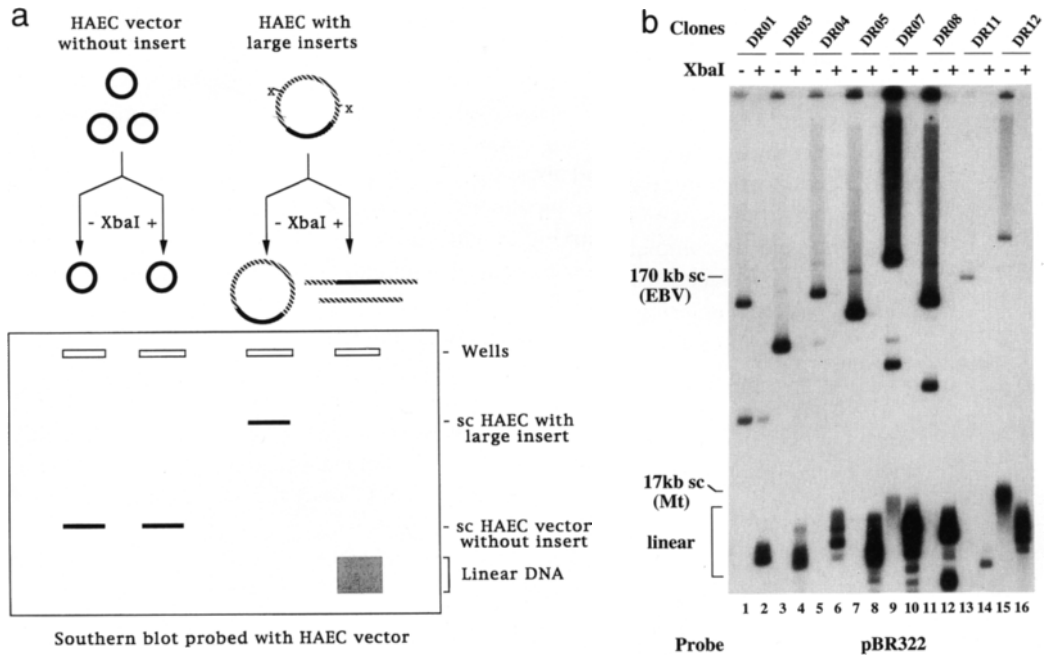 a
HAEC vector
without insert
HAEC with
large inserts
x
x
- XbaI +
- XbaI +
- Wells
- sc HAEC with
large insert
- sc HAEC vector
without insert
Linear DNA
Southern blot probed with HAEC vector
b
Clones
DR01 DR03 DR04 DR05 DR07 DR08 DR11 DR12
XbaI - + - + - + - + - + - + - + - +
170 kb sc
(EBV)
17kb sc
(Mt)
linear
1 2 3 4 5 6 7 8 9 10 11 12 13 14 15 16
Probe pBR322